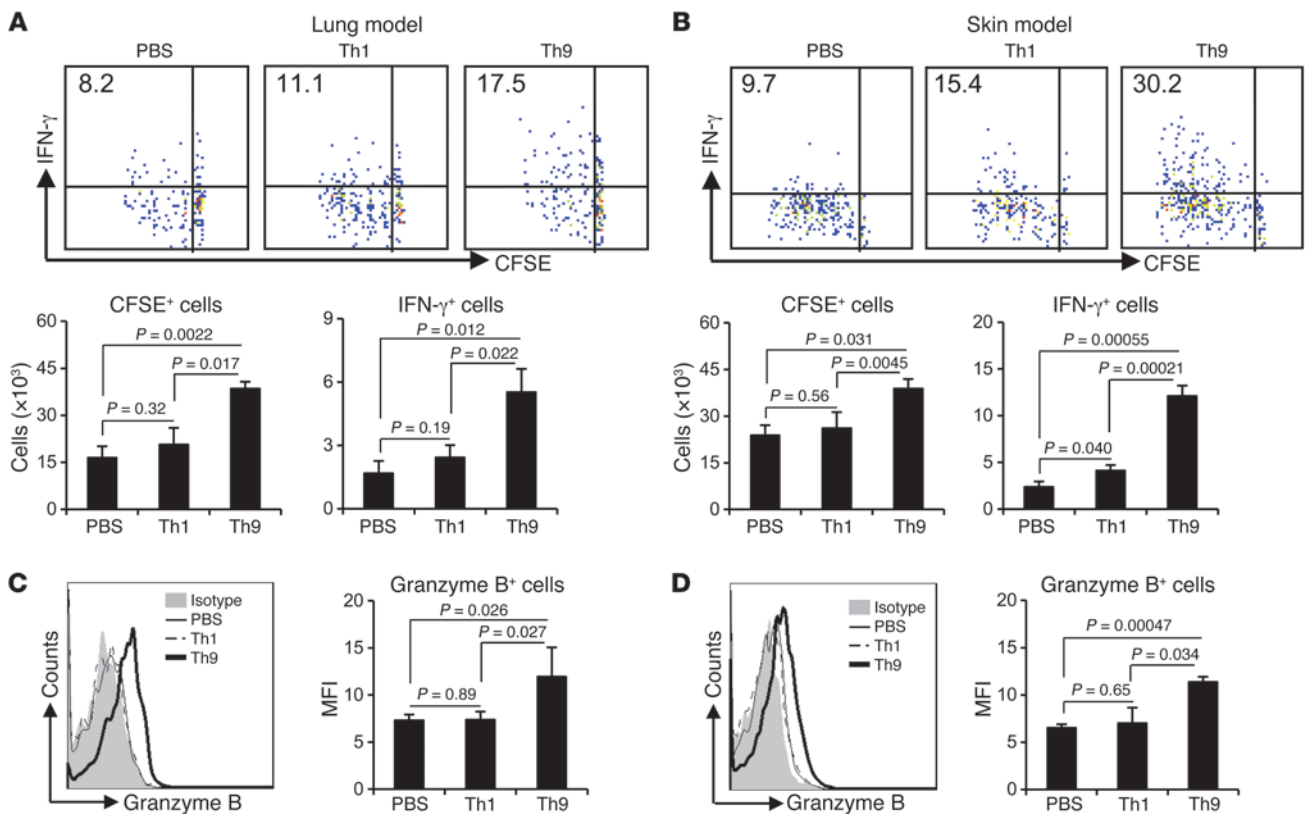 A
Lung model
PBS
Th1
Th9
8.2
11.1
17.5
IFN-γ
CFSE
CFSE⁺ cells
60
45
30
15
0
Cells (×10³)
P = 0.0022
P = 0.017
P = 0.32
PBS
Th1
Th9
IFN-γ⁺ cells
9
6
3
0
P = 0.012
P = 0.022
P = 0.19
PBS
Th1
Th9
B
Skin model
PBS
Th1
Th9
9.7
15.4
30.2
IFN-γ
CFSE
CFSE⁺ cells
60
45
30
15
0
Cells (×10³)
P = 0.031
P = 0.0045
P = 0.56
PBS
Th1
Th9
IFN-γ⁺ cells
20
15
10
5
0
P = 0.00055
P = 0.00021
P = 0.040
PBS
Th1
Th9
C
Isotype
PBS
Th1
Th9
Counts
Granzyme B
Granzyme B⁺ cells
20
15
10
5
0
MFI
P = 0.026
P = 0.027
P = 0.89
PBS
Th1
Th9
D
Isotype
PBS
Th1
Th9
Counts
Granzyme B
Granzyme B⁺ cells
20
15
10
5
0
MFI
P = 0.00047
P = 0.034
P = 0.65
PBS
Th1
Th9